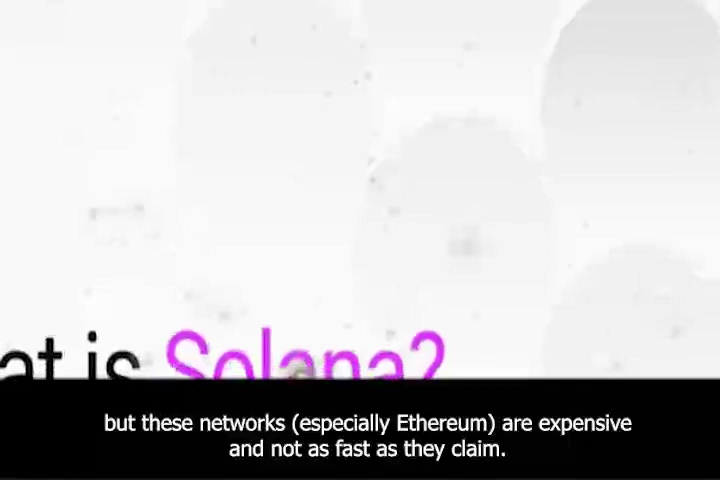 at is Solana?
but these networks (especially Ethereum) are expensive
and not as fast as they claim.